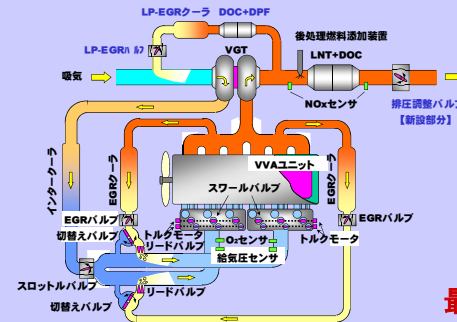 LP-EGRクーラ DOC+DPF
LP-EGRバルブ
VGT
後処理燃料添加装置
LNT+DOC
吸気
NOxセンサ
排圧調整バルブ
【新設部分】
インタークーラ
EGRクーラ
VVAユニット
スワールバルブ
EGRクーラ
EGRバルブ
切替えバルブ
トルクモータ
リードバルブ
O₂センサ
給気圧センサ
トルクモータ
EGRバルブ
スロットルバルブ
リードバルブ
切替えバルブ
最